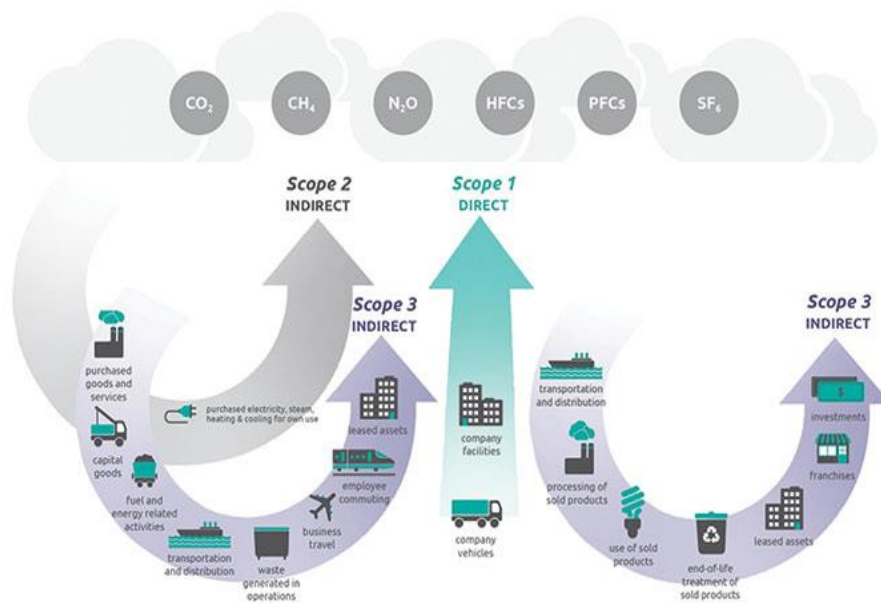 CO₂
CH₄
N₂O
HFCs
PFCs
SF₆
Scope 2
INDIRECT
Scope 1
DIRECT
Scope 3
INDIRECT
Scope 3
INDIRECT
purchased
goods and
services
capital
goods
fuel and
energy related
activities
transportation
and distribution
waste
generated in
operations
business
travel
employee
commuting
leased assets
purchased electricity, steam,
heating & cooling for own use
company
facilities
company
vehicles
transportation
and distribution
processing of
sold products
use of sold
products
end-of-life
treatment of
sold products
leased assets
franchises
$
investments